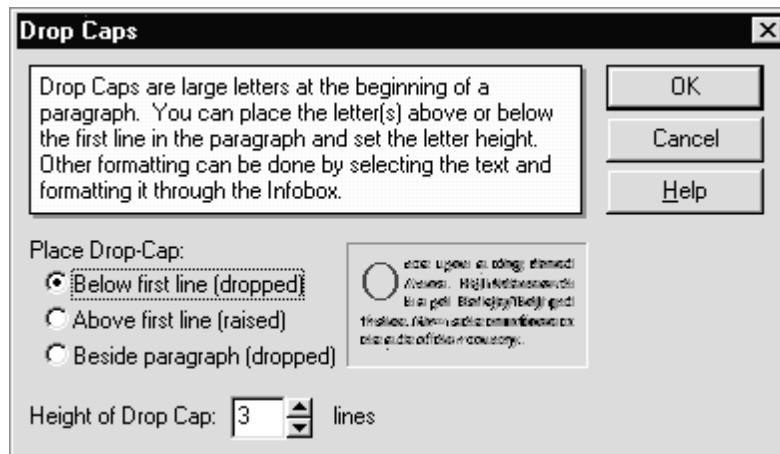 Drop Caps
Drop Caps are large letters at the beginning of a
paragraph. You can place the letter(s) above or below
the first line in the paragraph and set the letter height.
Other formatting can be done by selecting the text and
formatting it through the Infobox.
OK
Cancel
Help
Place Drop-Cap:
Below first line (dropped)
Above first line (raised)
Beside paragraph (dropped)
Height of Drop Cap: 3 lines